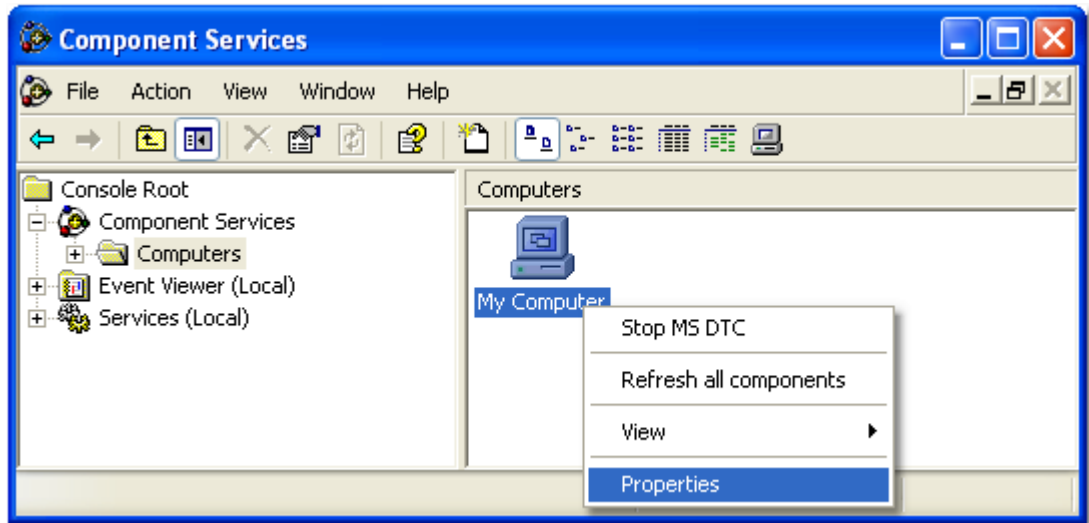 Component Services
File Action View Window Help
Console Root
Component Services
Computers
Event Viewer (Local)
Services (Local)
Computers
My Computer
Stop MS DTC
Refresh all components
View
Properties